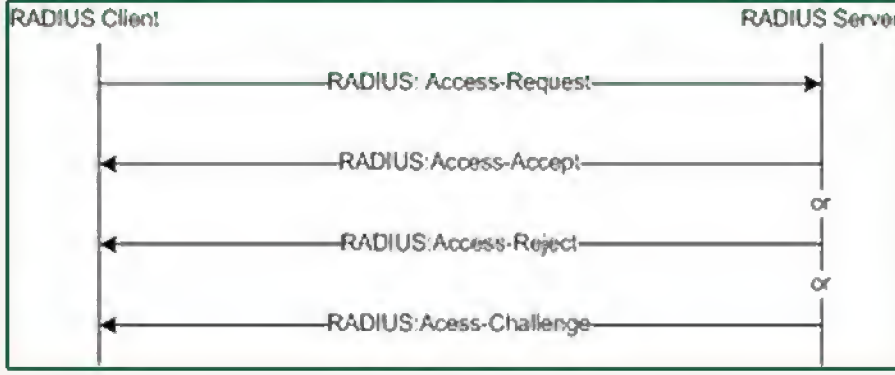 RADIUS Client
RADIUS Server
RADIUS: Access-Request
RADIUS:Access-Accept
or
RADIUS:Access-Reject
or
RADIUS:Acess-Challenge